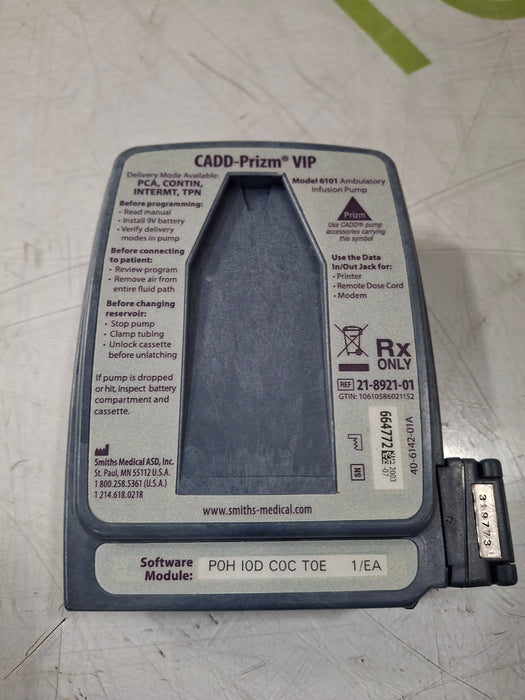 CADD-Prizm® VIP
Delivery Mode Available:
PCA, CONTIN,
INTERMT, TPN
Before programming:
• Read manual
• Install 9V battery
• Verify delivery
modes in pump
Before connecting
to patient:
• Review program
• Remove air from
entire fluid path
Before changing
reservoir:
• Stop pump
• Clamp tubing
• Unlock cassette
before unlatching
If pump is dropped
or hit, inspect battery
compartment and
cassette.
Smiths Medical ASD, Inc.
St. Paul, MN 55112 U.S.A.
1 800.258.5361 (U.S.A.)
1 214.618.0218
Model 6101 Ambulatory
Infusion Pump
Prizm
Use CADD® pump
accessories carrying
this symbol
Use the Data
In/Out Jack for:
• Printer
• Remote Dose Cord
• Modem
Rx
ONLY
REF 21-8921-01
GTIN: 10610586021152
SN
664772
2003
-07
40-6142-01A
www.smiths-medical.com
319773
Software
Module:
POH IOD COC TOE 1/EA